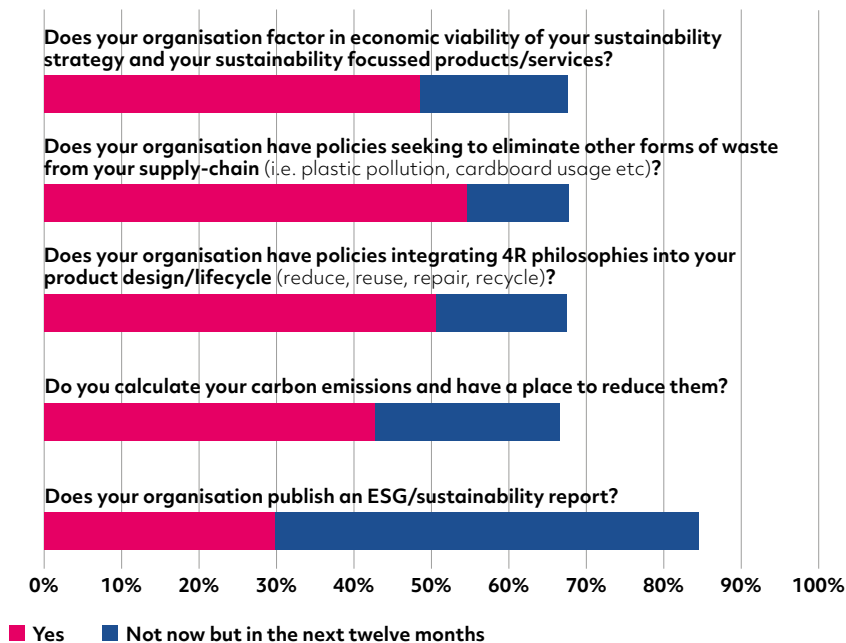 Does your organisation factor in economic viability of your sustainability
strategy and your sustainability focussed products/services?
Does your organisation have policies seeking to eliminate other forms of waste
from your supply-chain (i.e. plastic pollution, cardboard usage etc)?
Does your organisation have policies integrating 4R philosophies into your
product design/lifecycle (reduce, reuse, repair, recycle)?
Do you calculate your carbon emissions and have a place to reduce them?
Does your organisation publish an ESG/sustainability report?
0% 10% 20% 30% 40% 50% 60% 70% 80% 90% 100%
Yes Not now but in the next twelve months